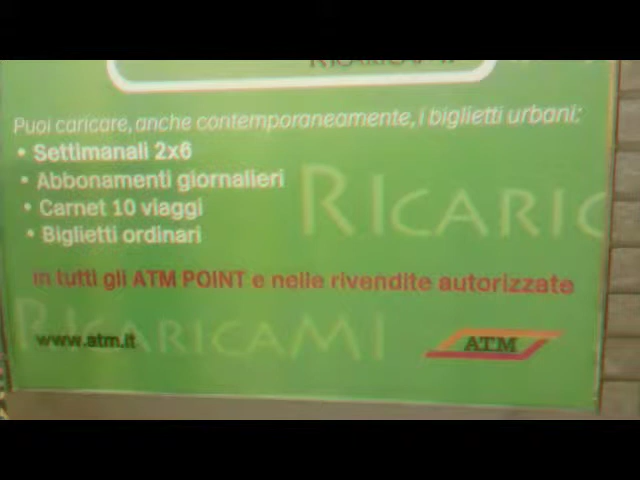 RICARICAMI
Puoi caricare, anche contemporaneamente, i biglietti urbani:
• Settimanali 2x6
• Abbonamenti giornalieri
• Carnet 10 viaggi
• Biglietti ordinari
RICARIC
in tutti gli ATM POINT e nelle rivendite autorizzate
RICARICAMI
www.atm.it
ATM